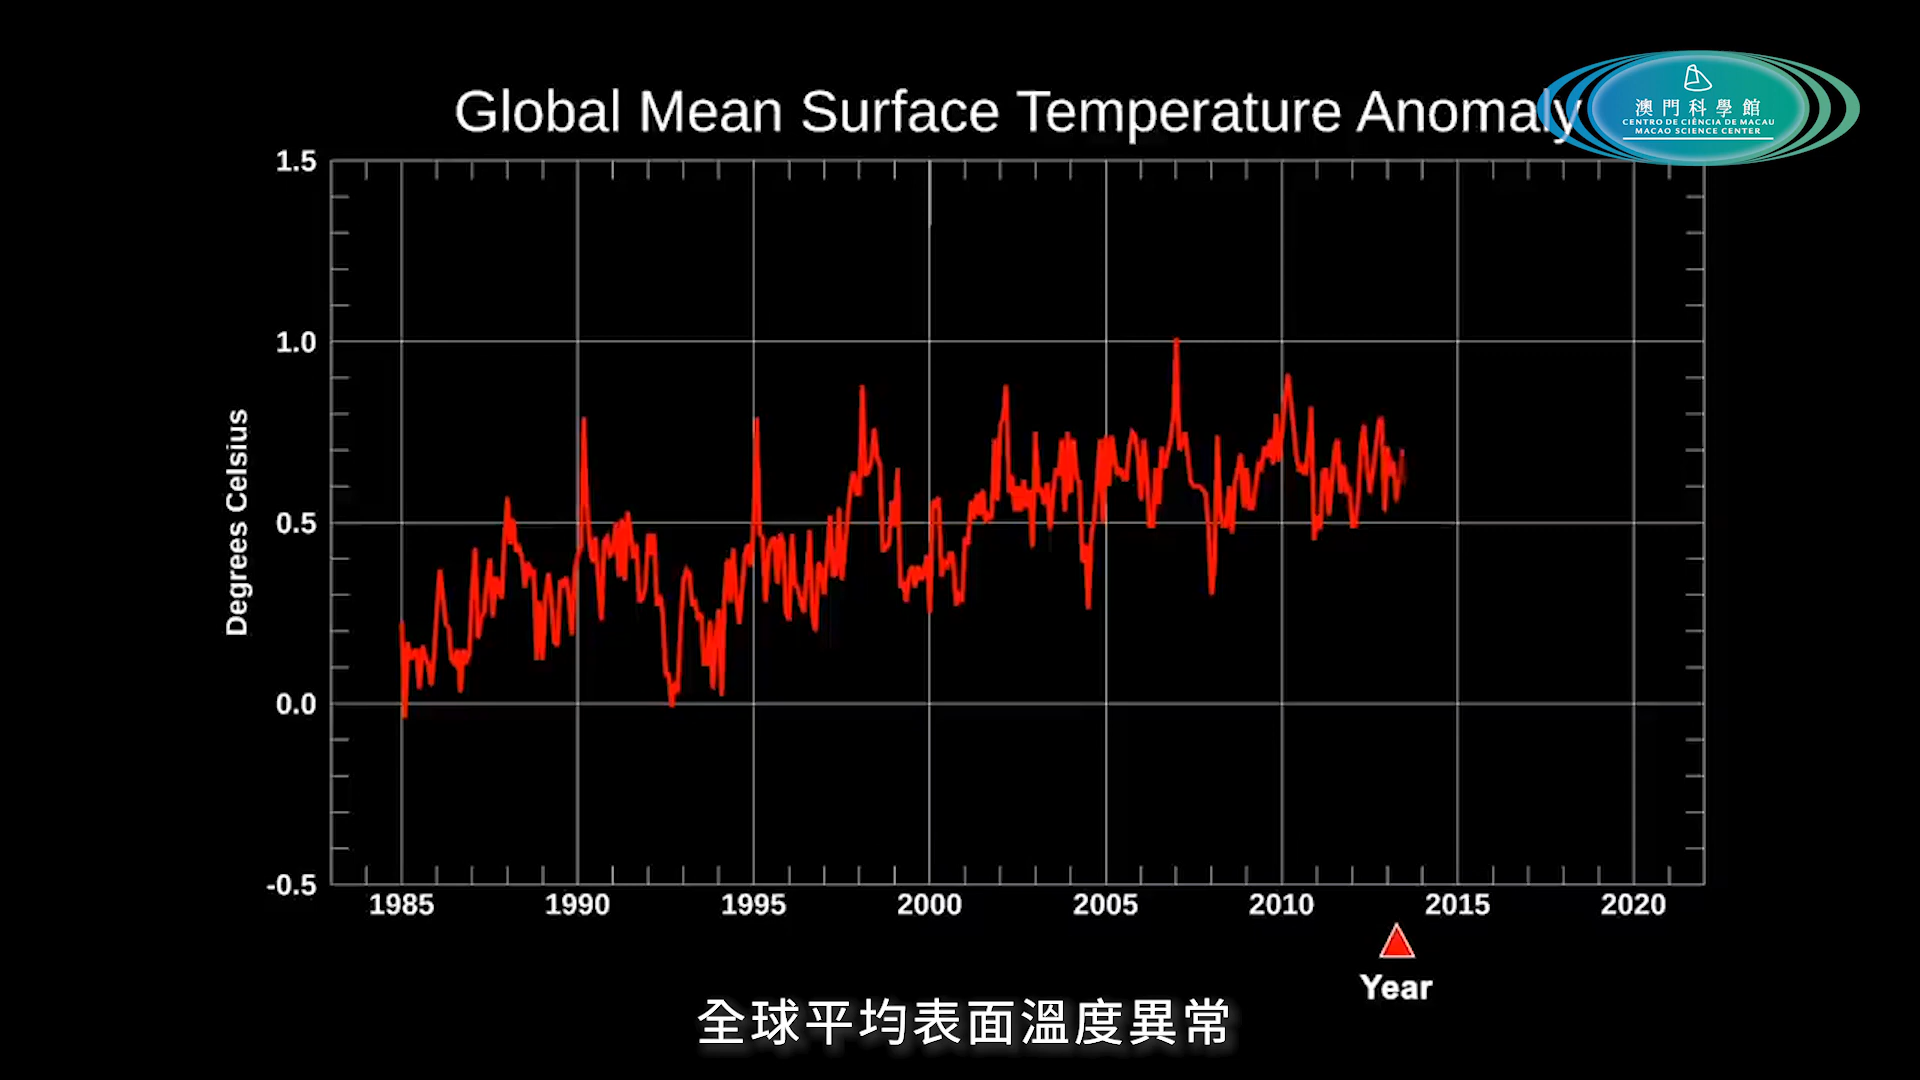 Global Mean Surface Temperature Anomaly
澳門科學館
CENTRO DE CIÊNCIA DE MACAU
MACAO SCIENCE CENTER
1.5
1.0
0.5
0.0
-0.5
Degrees Celsius
1985 1990 1995 2000 2005 2010 2015 2020
Year
全球平均表面溫度異常